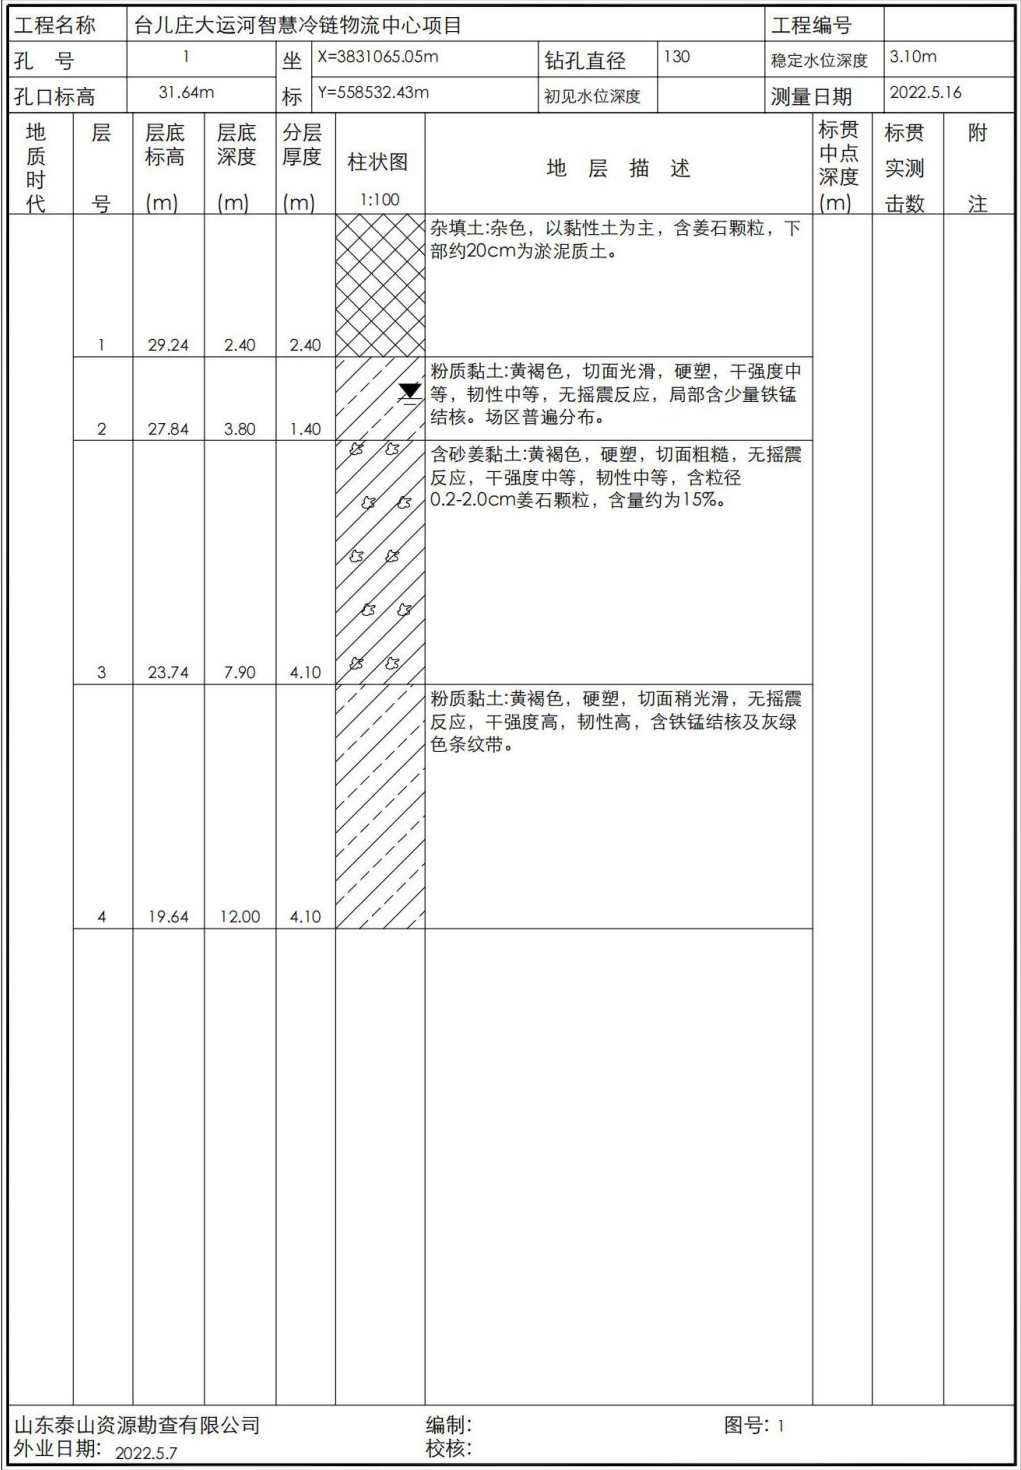 工程名称 台儿庄大运河智慧冷链物流中心项目 工程编号
孔 号 1 坐 X=3831065.05m 钻孔直径 130 稳定水位深度 3.10m
孔口标高 31.64m 标 Y=558532.43m 初见水位深度 测量日期 2022.5.16
地质时代 层号 层底标高(m) 层底深度(m) 分层厚度(m) 柱状图 1:100 地 层 描 述 标贯中点深度(m) 标贯实测击数 附注
杂填土:杂色，以黏性土为主，含姜石颗粒，下
部约20cm为淤泥质土。
1 29.24 2.40 2.40
粉质黏土:黄褐色，切面光滑，硬塑，干强度中
等，韧性中等，无摇震反应，局部含少量铁锰
结核。场区普遍分布。
2 27.84 3.80 1.40
含砂姜黏土:黄褐色，硬塑，切面粗糙，无摇震
反应，干强度中等，韧性中等，含粒径
0.2-2.0cm姜石颗粒，含量约为15%。
3 23.74 7.90 4.10
粉质黏土:黄褐色，硬塑，切面稍光滑，无摇震
反应，干强度高，韧性高，含铁锰结核及灰绿
色条纹带。
4 19.64 12.00 4.10
山东泰山资源勘查有限公司 编制: 图号: 1
外业日期: 2022.5.7 校核: